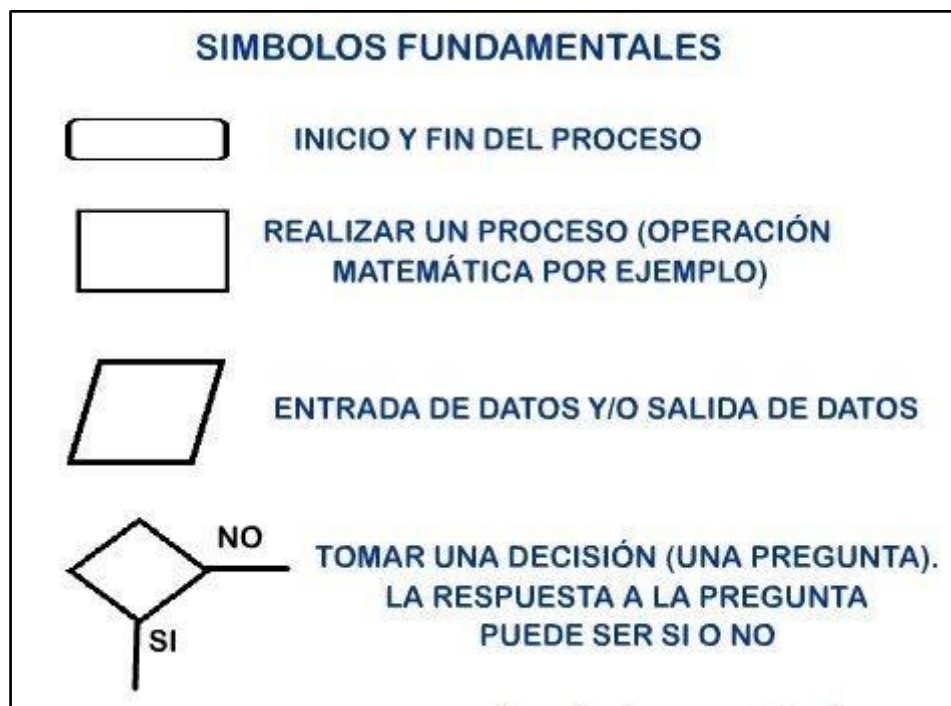 SIMBOLOS FUNDAMENTALES
INICIO Y FIN DEL PROCESO
REALIZAR UN PROCESO (OPERACIÓN
MATEMÁTICA POR EJEMPLO)
ENTRADA DE DATOS Y/O SALIDA DE DATOS
NO
TOMAR UNA DECISIÓN (UNA PREGUNTA).
LA RESPUESTA A LA PREGUNTA
PUEDE SER SI O NO
SI